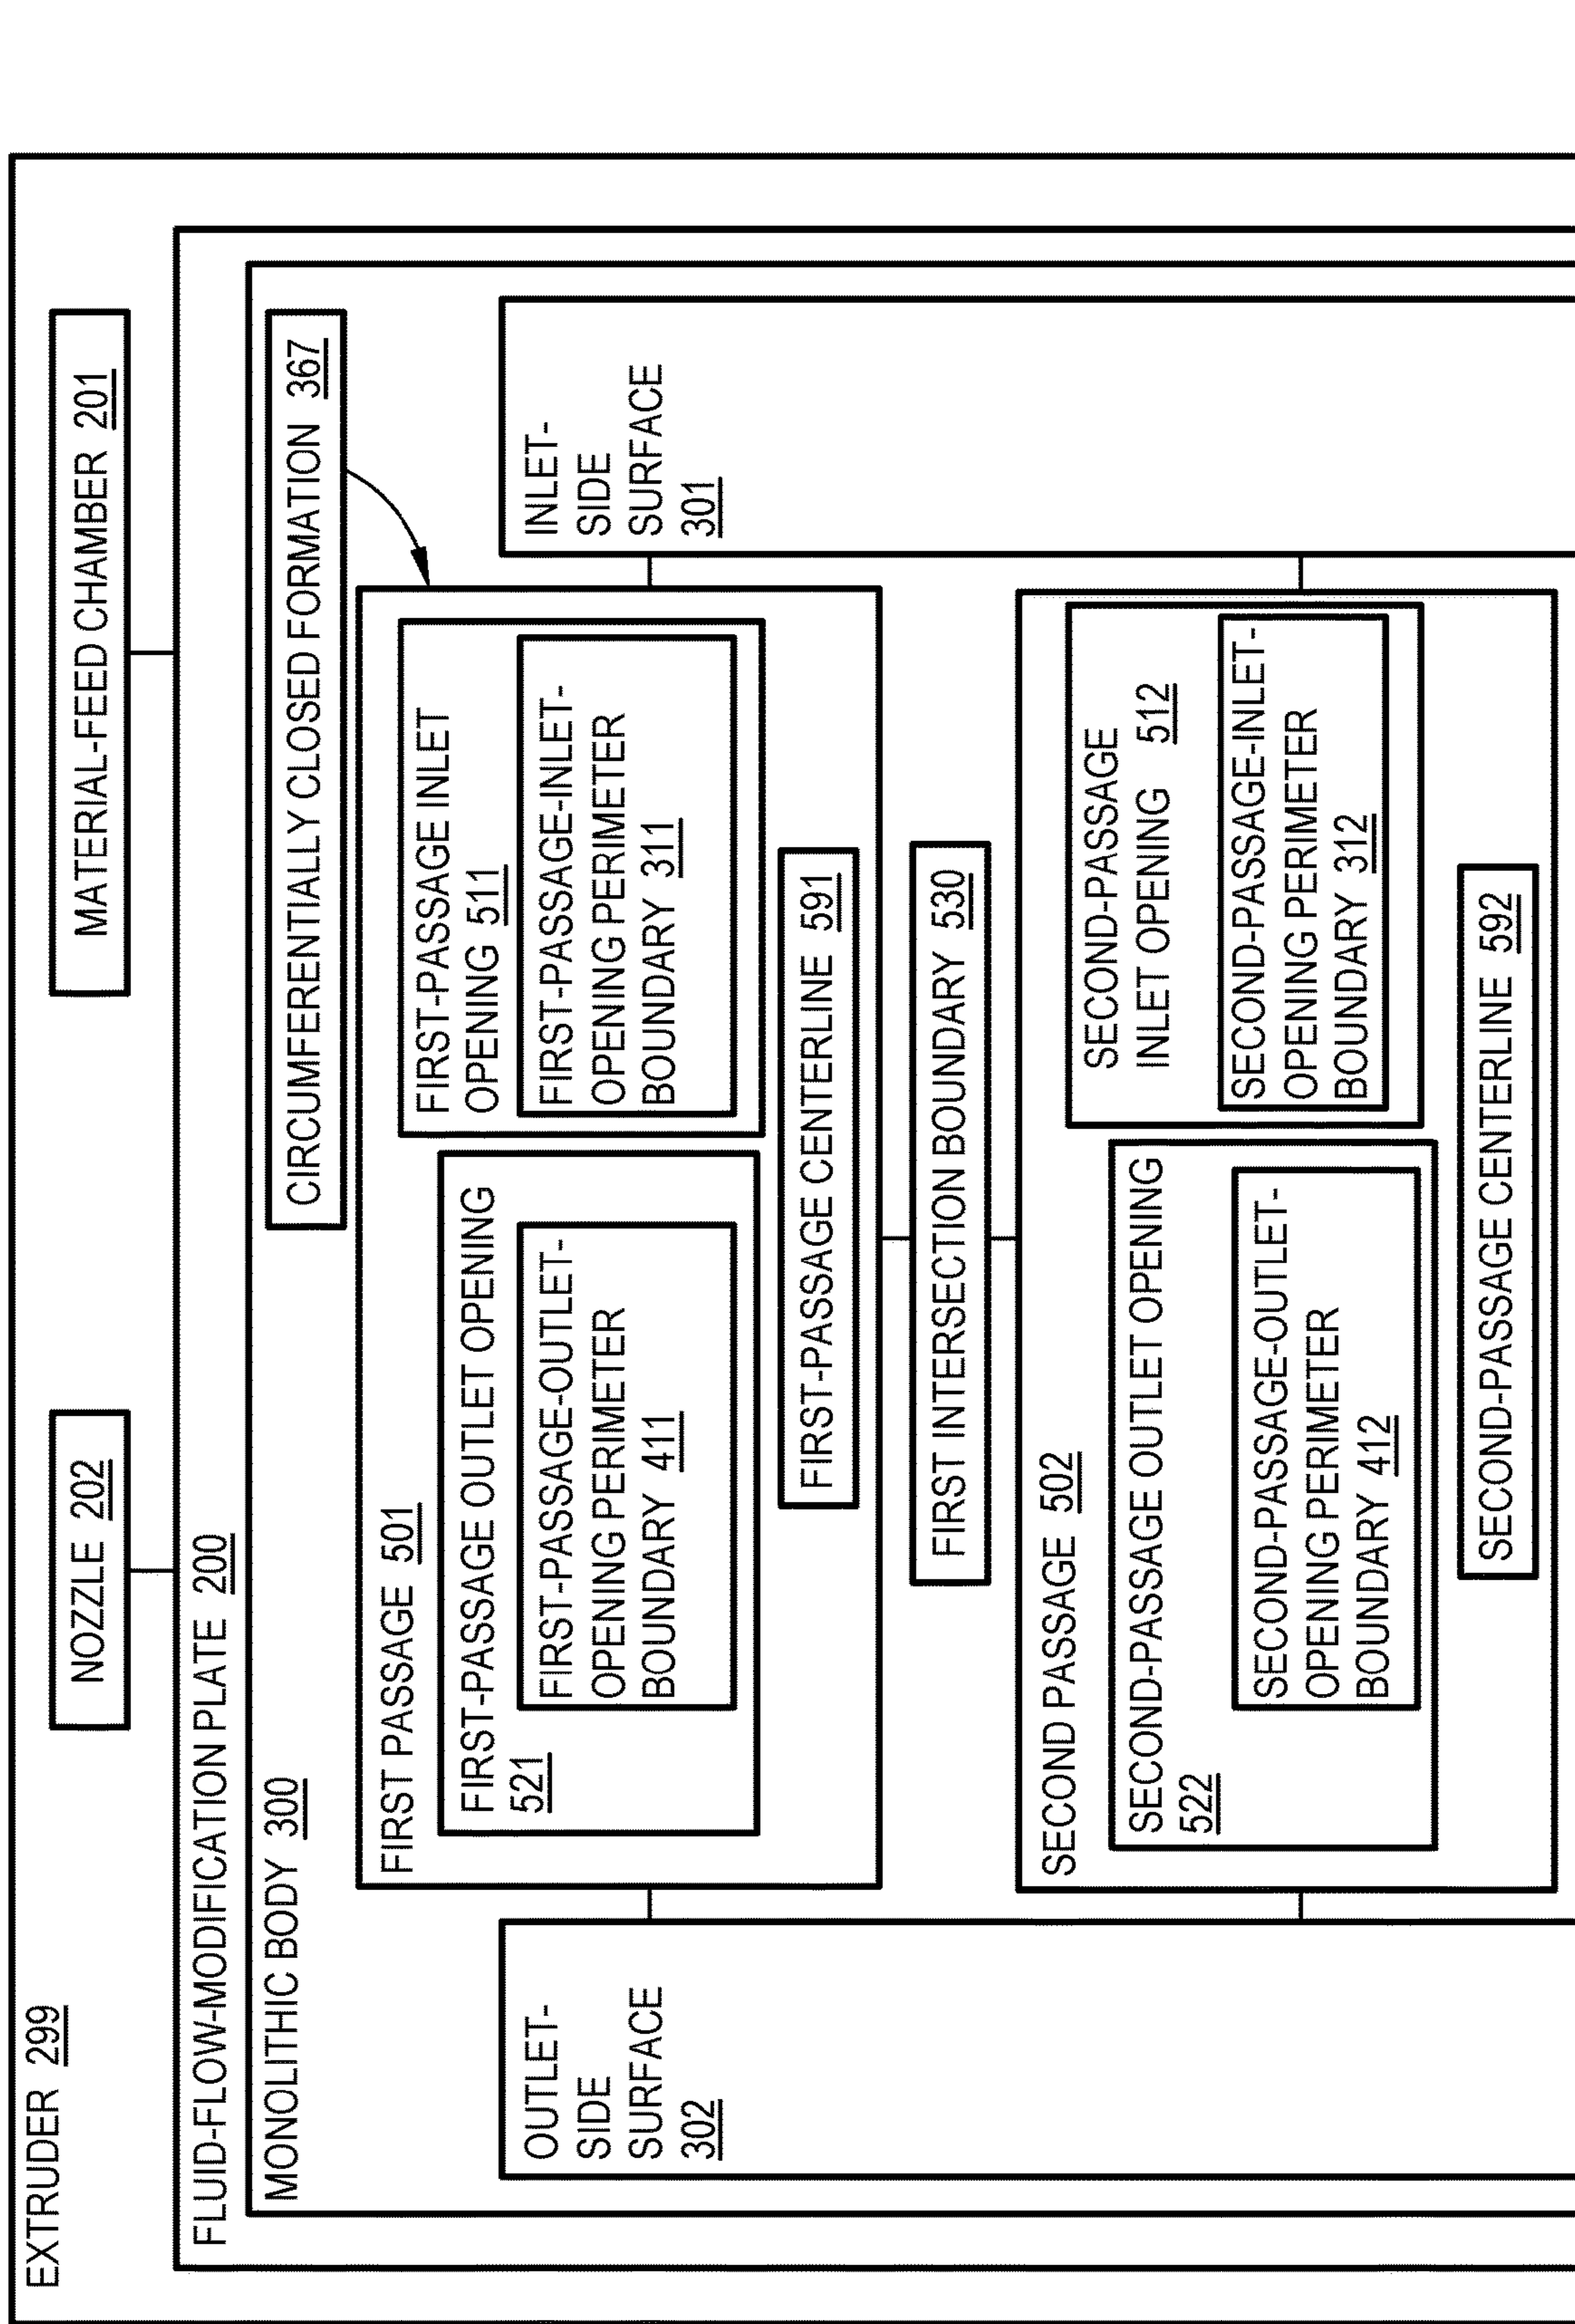 EXTRUDER 299
NOZZLE 202
MATERIAL-FEED CHAMBER 201
FLUID-FLOW-MODIFICATION PLATE 200
MONOLITHIC BODY 300
CIRCUMFERENTIALLY CLOSED FORMATION 367
FIRST PASSAGE 501
FIRST-PASSAGE OUTLET OPENING
521
FIRST-PASSAGE-OUTLET-
OPENING PERIMETER
BOUNDARY 411
FIRST-PASSAGE INLET
OPENING 511
FIRST-PASSAGE-INLET-
OPENING PERIMETER
BOUNDARY 311
FIRST-PASSAGE CENTERLINE 591
OUTLET-
SIDE
SURFACE
302
INLET-
SIDE
SURFACE
301
FIRST INTERSECTION BOUNDARY 530
SECOND PASSAGE 502
SECOND-PASSAGE OUTLET OPENING
522
SECOND-PASSAGE-OUTLET-
OPENING PERIMETER
BOUNDARY 412
SECOND-PASSAGE
INLET OPENING 512
SECOND-PASSAGE-INLET-
OPENING PERIMETER
BOUNDARY 312
SECOND-PASSAGE CENTERLINE 592